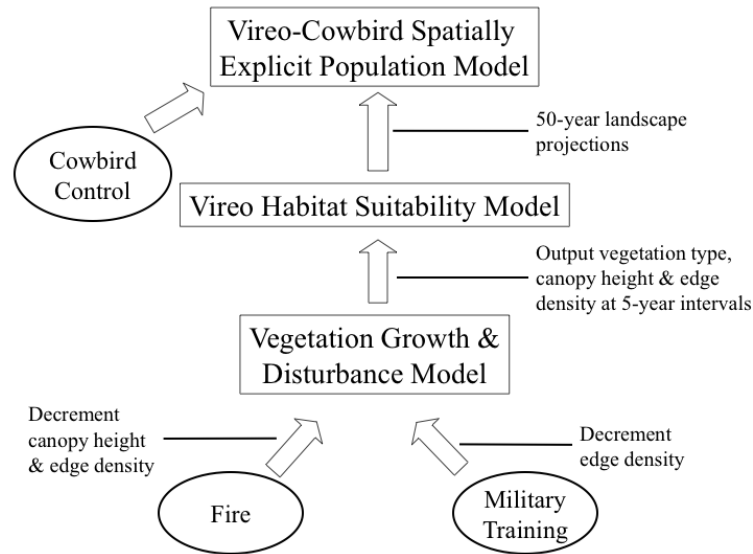 Vireo-Cowbird Spatially
Explicit Population Model
50-year landscape
projections
Cowbird
Control
Vireo Habitat Suitability Model
Output vegetation type,
canopy height & edge
density at 5-year intervals
Vegetation Growth &
Disturbance Model
Decrement
canopy height
& edge density
Decrement
edge density
Fire
Military
Training